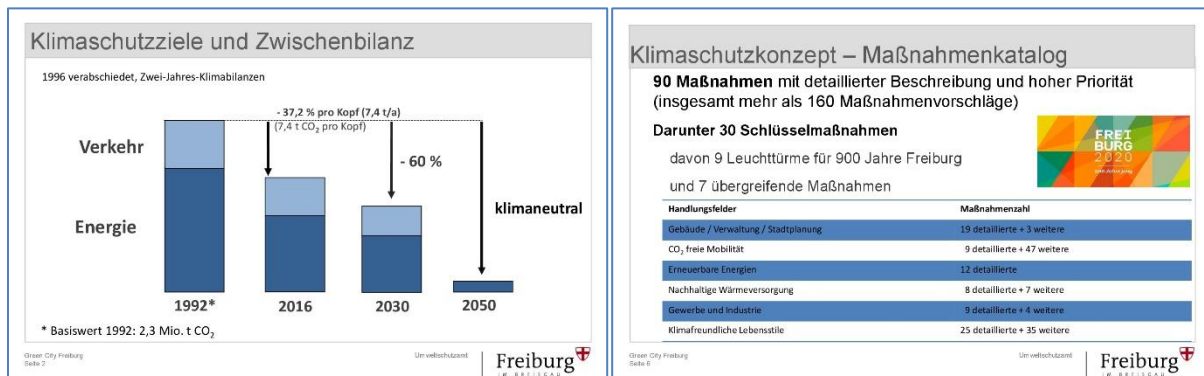 Klimaschutzziele und Zwischenbilanz
1996 verabschiedet, Zwei-Jahres-Klimabilanzen
- 37,2 % pro Kopf (7,4 t/a)
(7,4 t CO₂ pro Kopf)
Verkehr
- 60 %
klimaneutral
Energie
1992*
2016
2030
2050
* Basiswert 1992: 2,3 Mio. t CO₂
Green City Freiburg
Seite 2
Umweltschutzamt
Freiburg
IM BREISGAU
Klimaschutzkonzept – Maßnahmenkatalog
90 Maßnahmen mit detaillierter Beschreibung und hoher Priorität
(insgesamt mehr als 160 Maßnahmenvorschläge)
Darunter 30 Schlüsselmaßnahmen
davon 9 Leuchttürme für 900 Jahre Freiburg
und 7 übergreifende Maßnahmen
FREI
BURG
2020
Handlungsfelder Maßnahmenzahl
Gebäude / Verwaltung / Stadtplanung 19 detaillierte + 3 weitere
CO₂ freie Mobilität 9 detaillierte + 47 weitere
Erneuerbare Energien 12 detaillierte
Nachhaltige Wärmeversorgung 8 detaillierte + 7 weitere
Gewerbe und Industrie 9 detaillierte + 4 weitere
Klimafreundliche Lebensstile 25 detaillierte + 35 weitere
Green City Freiburg
Seite 6
Umweltschutzamt
Freiburg
IM BREISGAU